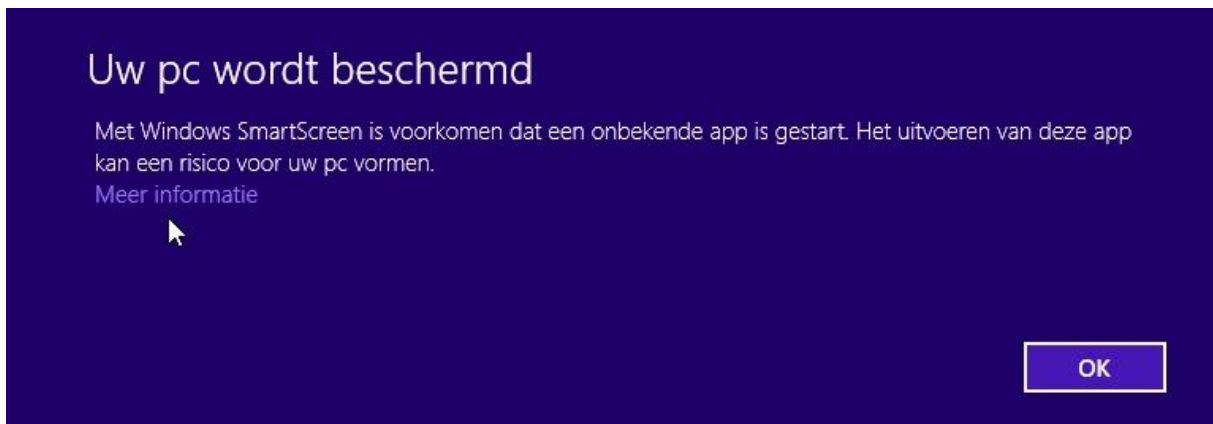 Uw pc wordt beschermd
Met Windows SmartScreen is voorkomen dat een onbekende app is gestart. Het uitvoeren van deze app
kan een risico voor uw pc vormen.
Meer informatie
OK